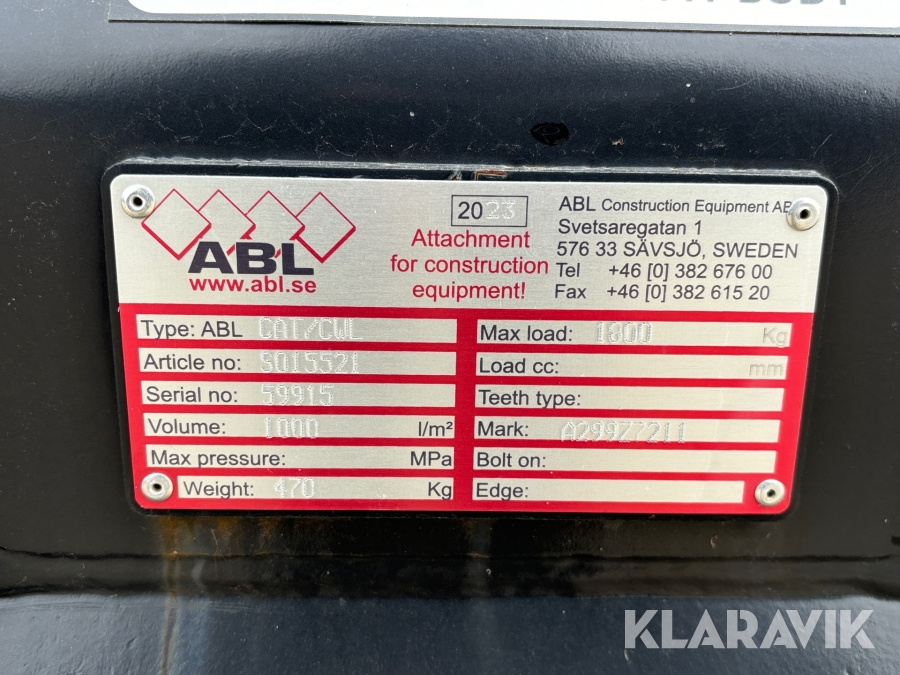 ABL
www.abl.se
2023
Attachment
for construction
equipment!
ABL Construction Equipment AB
Svetsaregatan 1
576 33 SÄVSJÖ, SWEDEN
Tel +46 [0] 382 676 00
Fax +46 [0] 382 615 20
Type: ABL CAT/CWL
Article no: SQ15521
Serial no: 59915
Volume: 1000 l/m²
Max pressure: MPa
Weight: 470 Kg
Max load: 1800 Kg
Load cc: mm
Teeth type:
Mark: A299Z7211
Bolt on:
Edge:
KLARAVIK